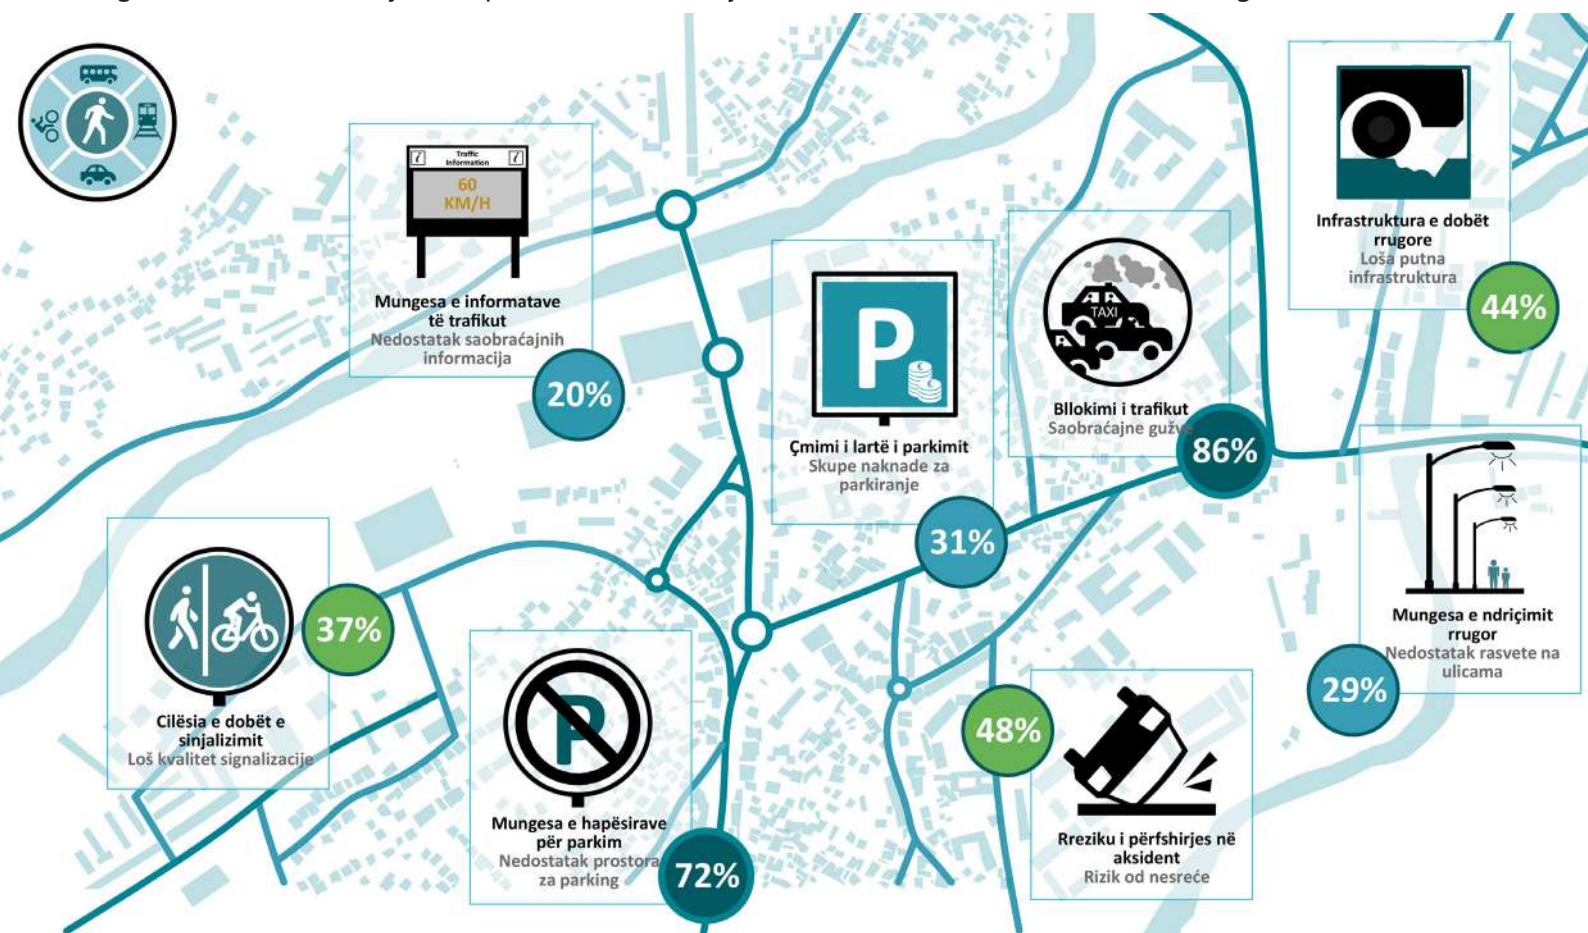 Traffic
Information
60
KM/H
Mungesa e informatave
të trafikut
Nedostatak saobraćajnih
informacija
20%
P
Çmimi i lartë i parkimit
Skupe naknade za
parkiranje
31%
TAXI
Bllokimi i trafikut
Saobraćajne
86%
Infrastruktura e dobët
rrugore
Loša putna
infrastruktura
44%
Cilësia e dobët e
sinjalizimit
Loš kvalitet signalizacije
37%
P
Mungesa e hapësirave
për parkim
Nedostatak prostora
za parking
72%
48%
Rreziku i përfshirjes në
aksident
Rizik od nesreće
Mungesa e ndriçimit
rrugor
Nedostatak rasvete na
ulicama
29%